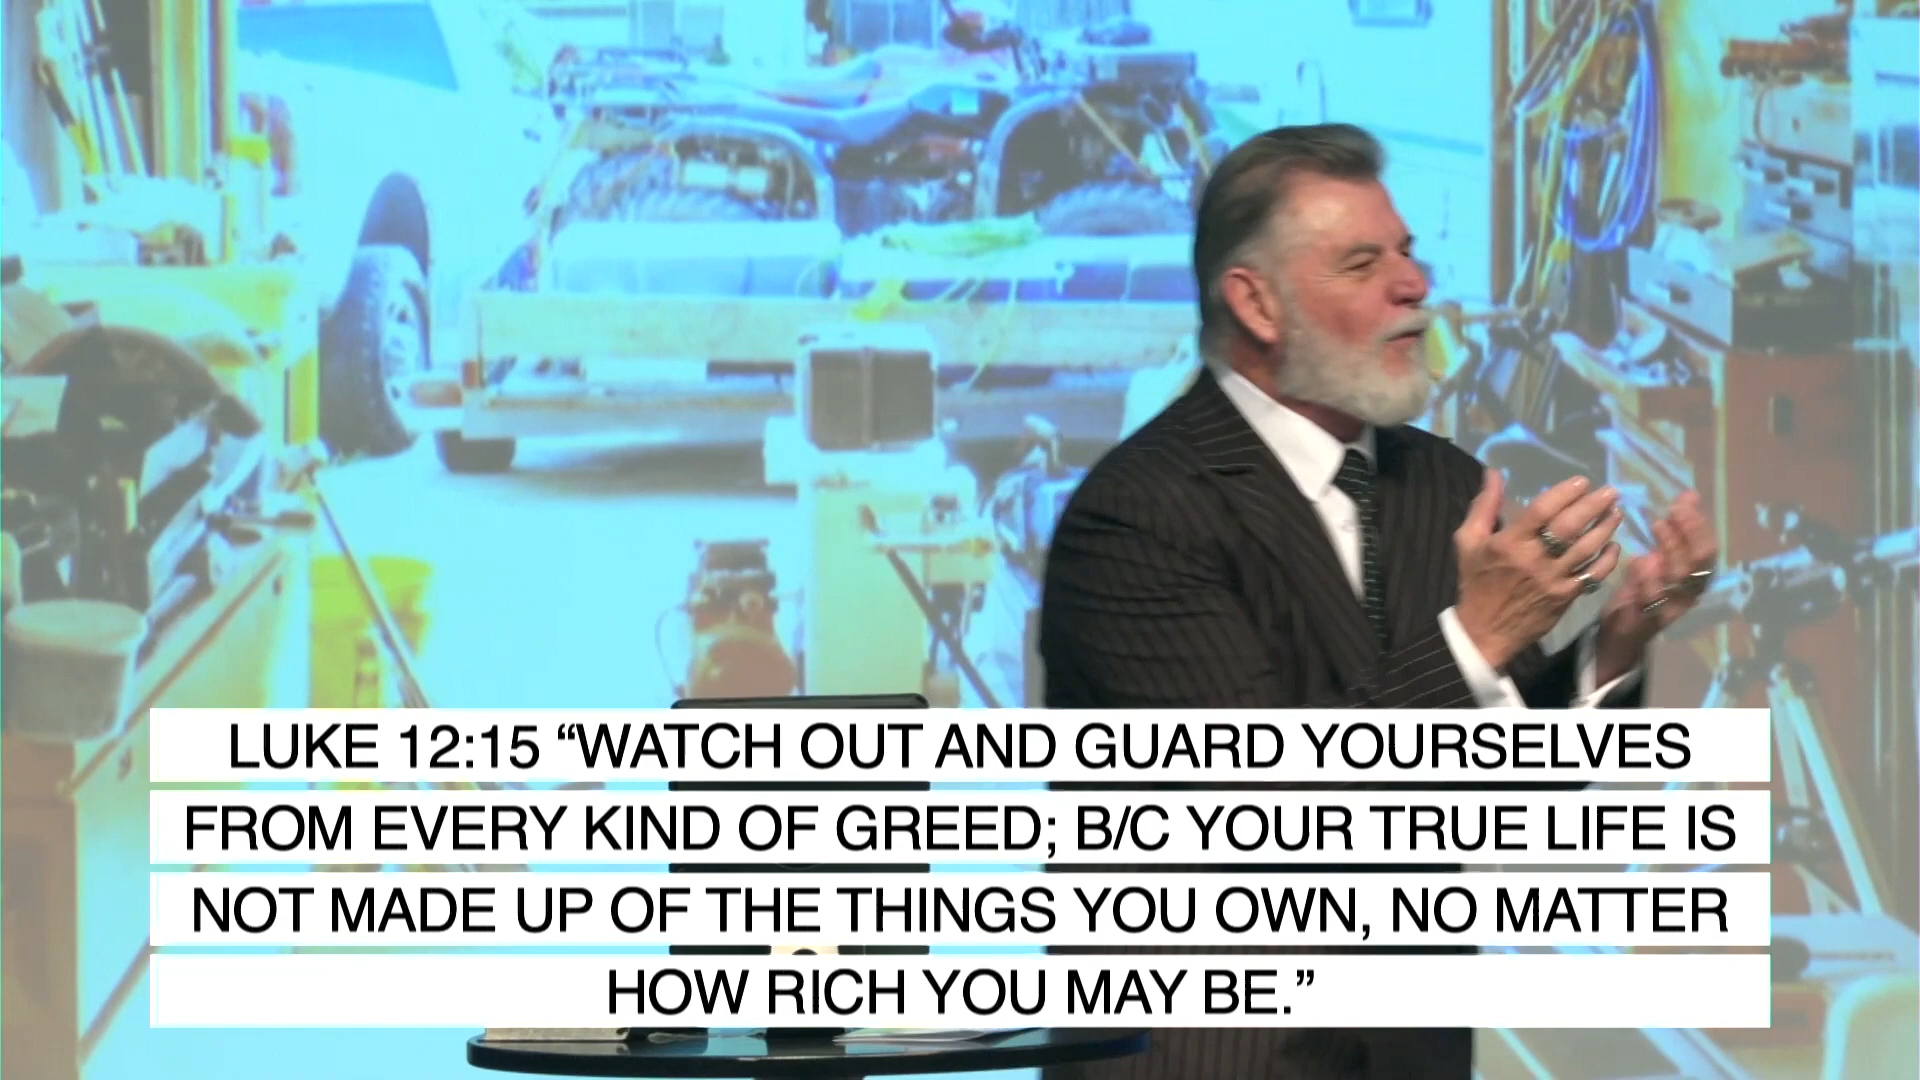 LUKE 12:15 “WATCH OUT AND GUARD YOURSELVES
FROM EVERY KIND OF GREED; B/C YOUR TRUE LIFE IS
NOT MADE UP OF THE THINGS YOU OWN, NO MATTER
HOW RICH YOU MAY BE.”